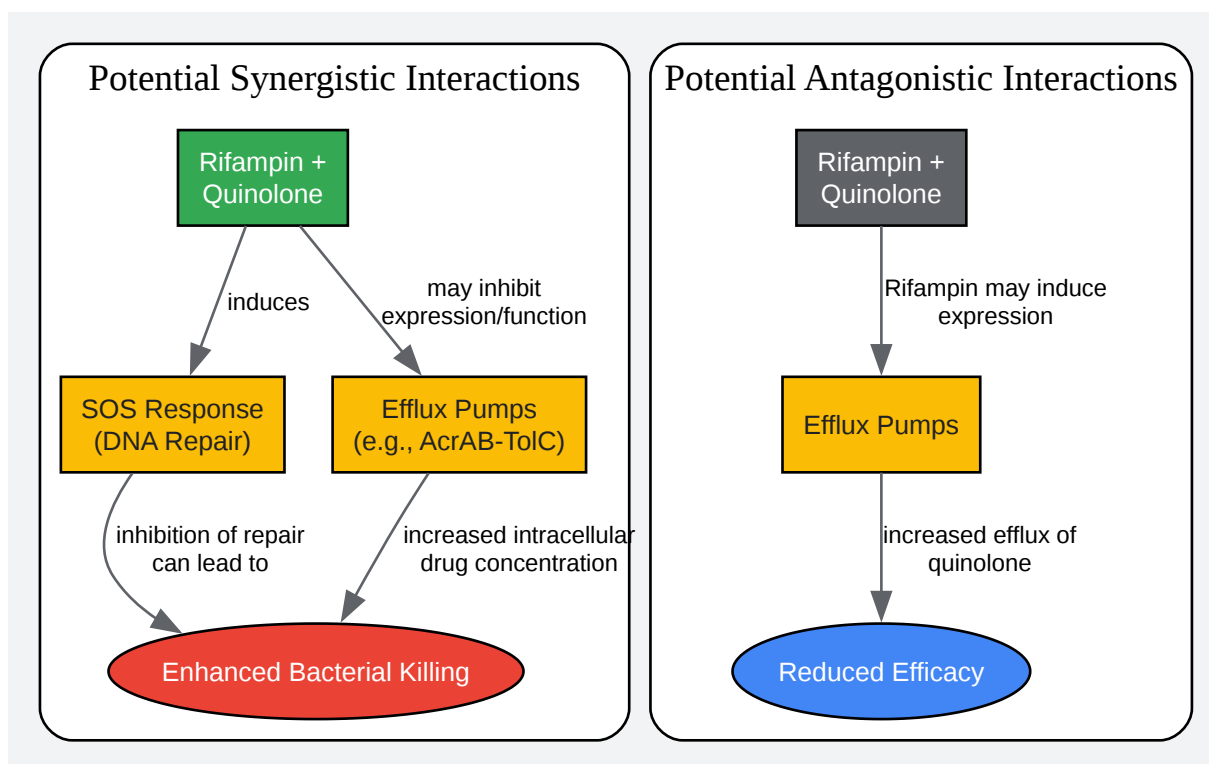 Potential Synergistic Interactions
Rifampin +
Quinolone
induces
may inhibit
expression/function
SOS Response
(DNA Repair)
Efflux Pumps
(e.g., AcrAB-TolC)
inhibition of repair
can lead to
increased intracellular
drug concentration
Enhanced Bacterial Killing
Potential Antagonistic Interactions
Rifampin +
Quinolone
Rifampin may induce
expression
Efflux Pumps
increased efflux of
quinolone
Reduced Efficacy